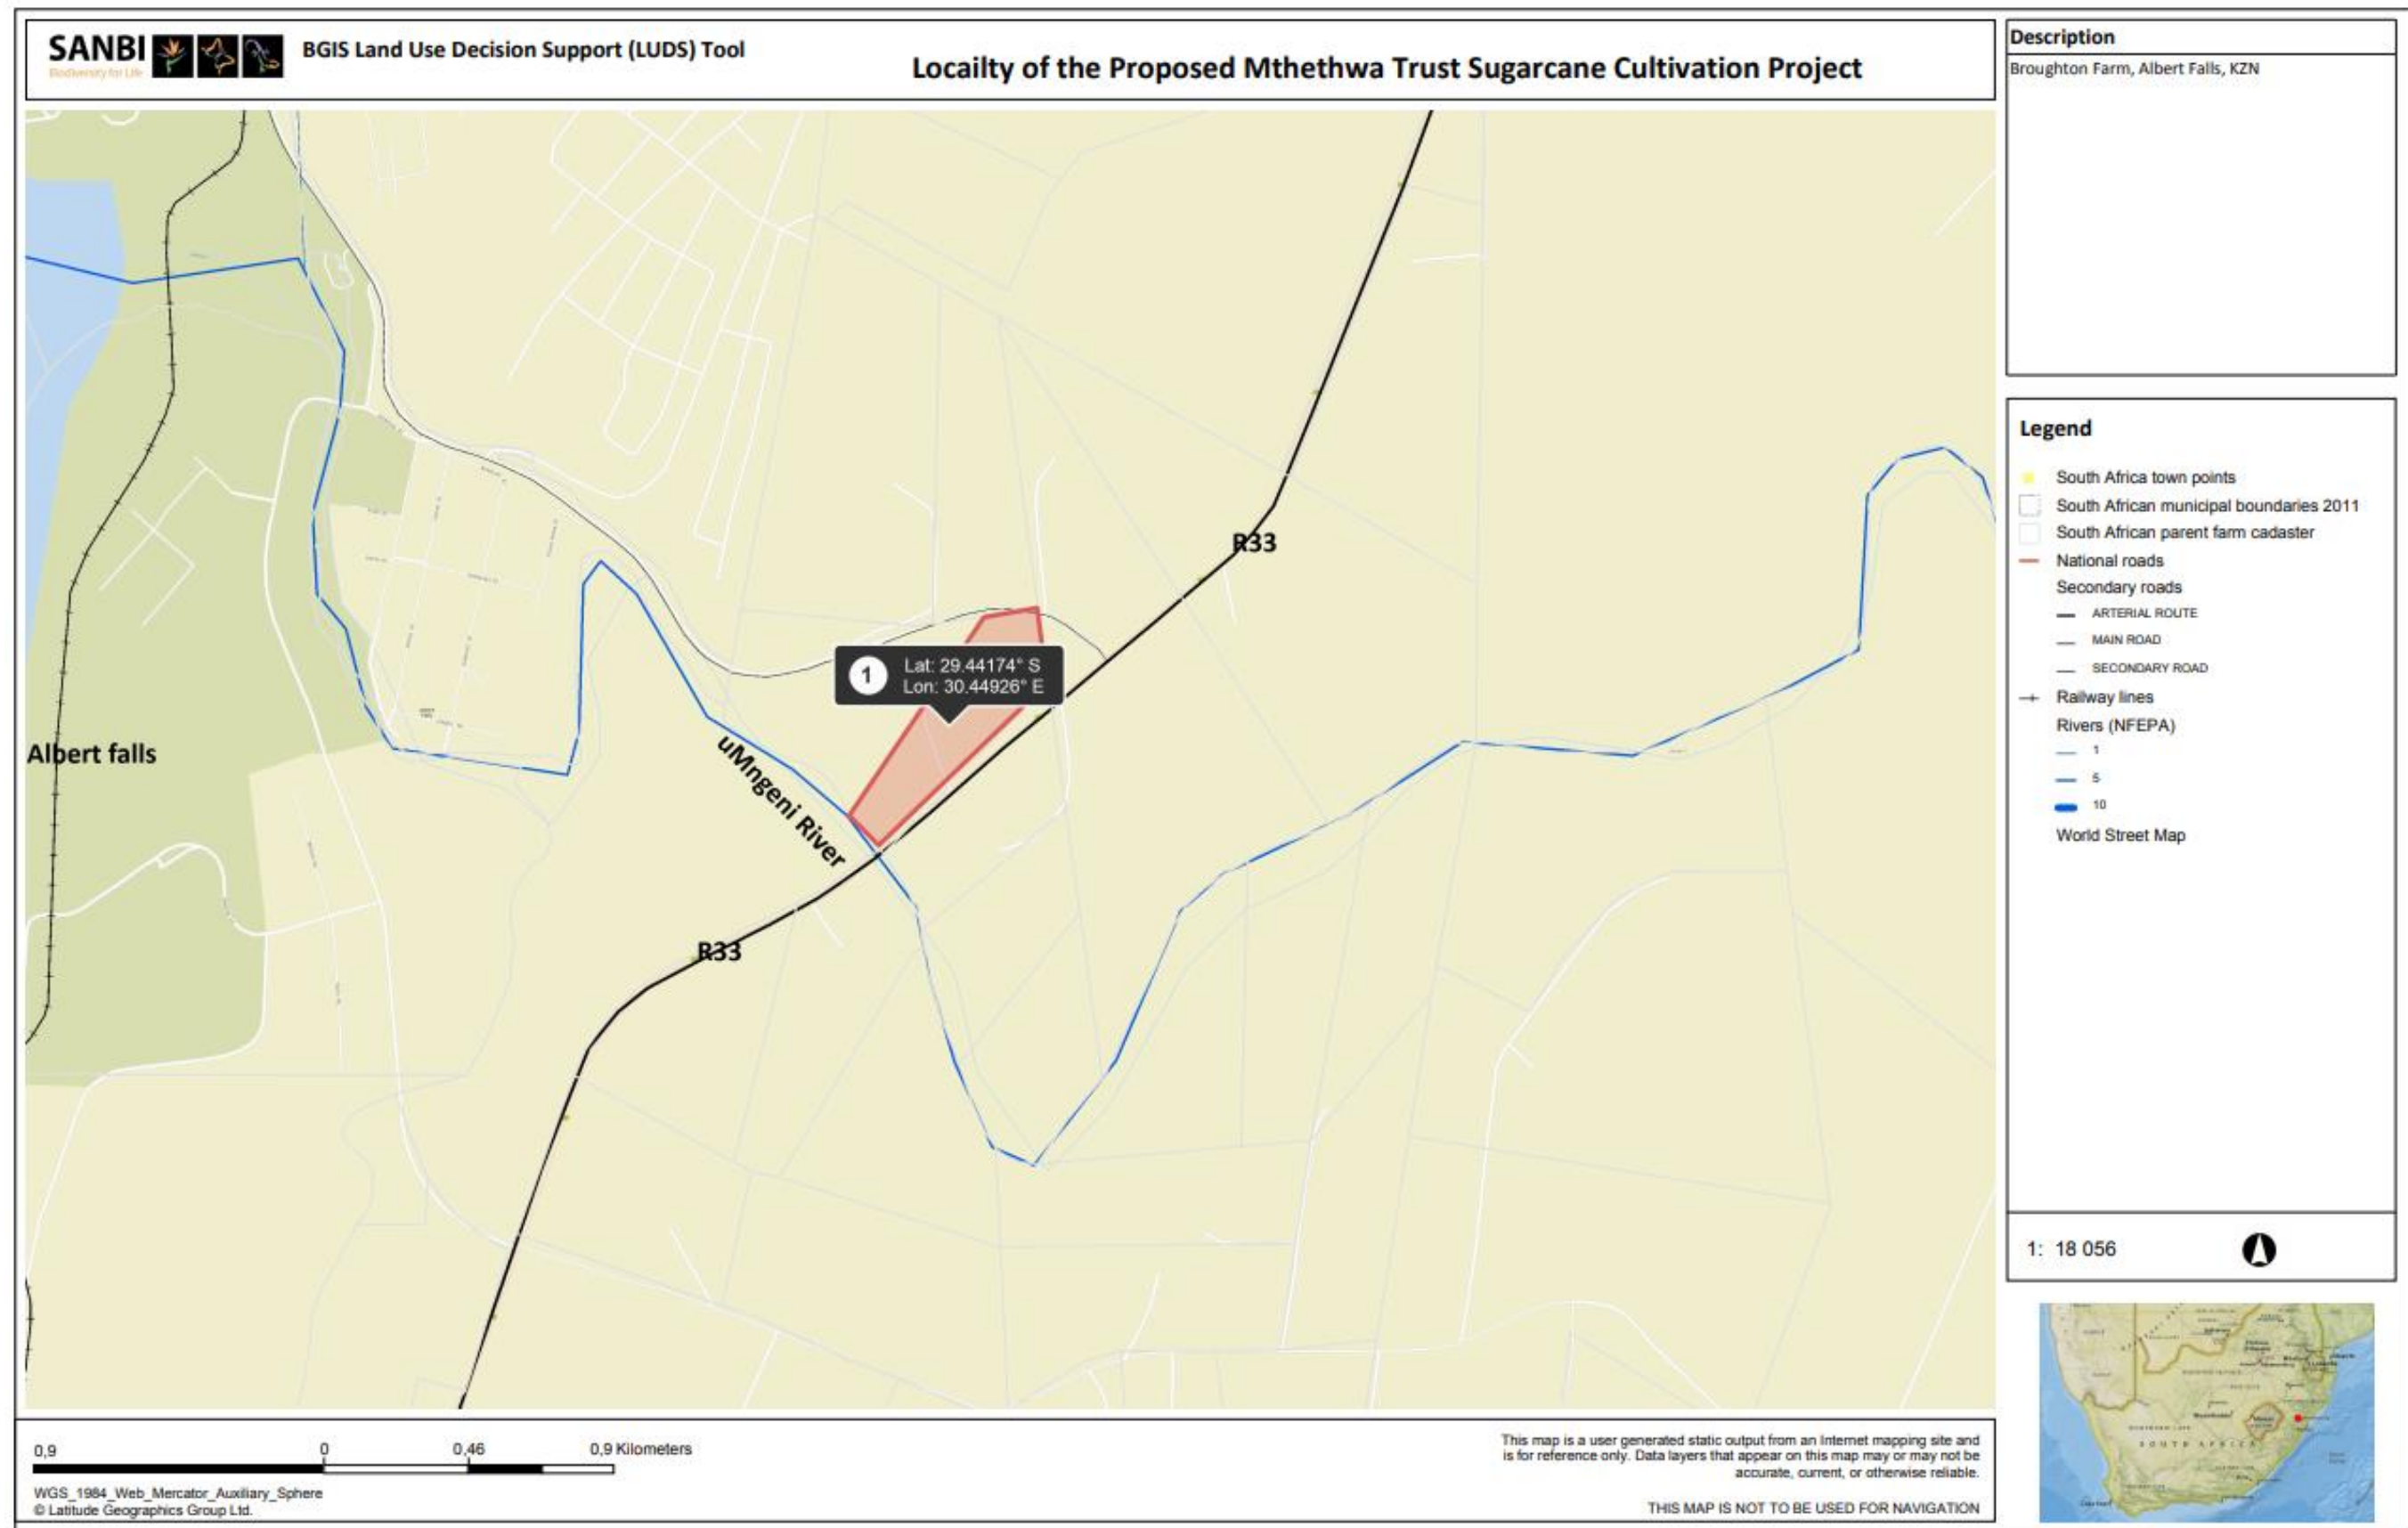 SANBI
Biodiversity for Life
BGIS Land Use Decision Support (LUDS) Tool
Locailty of the Proposed Mthethwa Trust Sugarcane Cultivation Project
Description
Broughton Farm, Albert Falls, KZN
R33
1
Lat: 29.44174° S
Lon: 30.44926° E
Albert falls
uMngeni River
R33
Legend
South Africa town points
South African municipal boundaries 2011
South African parent farm cadaster
National roads
Secondary roads
ARTERIAL ROUTE
MAIN ROAD
SECONDARY ROAD
Railway lines
Rivers (NFEPA)
1
5
10
World Street Map
1: 18 056
SOUTH AFRICA
0,9 0 0,46 0,9 Kilometers
WGS_1984_Web_Mercator_Auxiliary_Sphere
© Latitude Geographics Group Ltd.
This map is a user generated static output from an Internet mapping site and
is for reference only. Data layers that appear on this map may or may not be
accurate, current, or otherwise reliable.
THIS MAP IS NOT TO BE USED FOR NAVIGATION